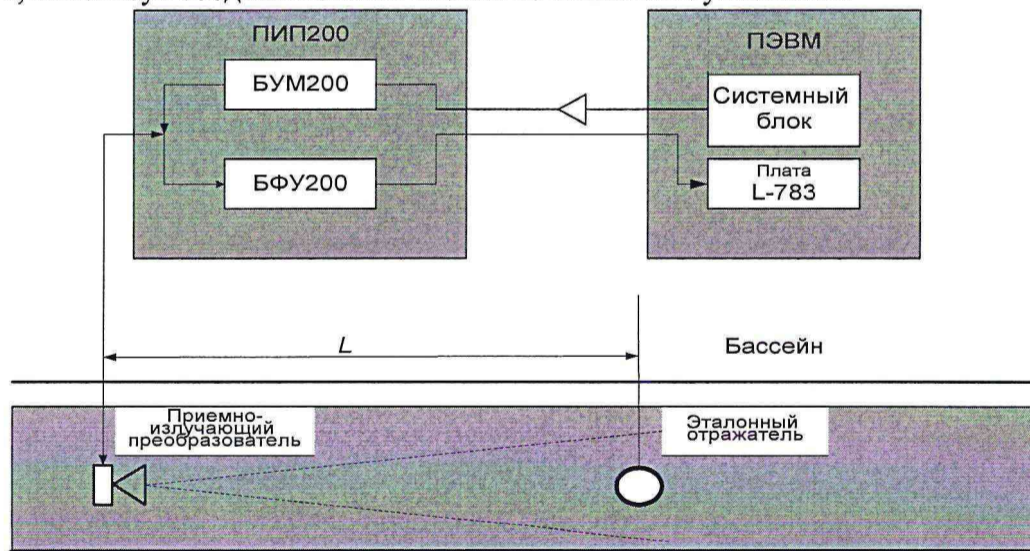 ПИП200
ПЭВМ
БУМ200
Системный
блок
БФУ200
Плата
L-783
L
Бассейн
Приемно-
излучающий
преобразователь
Эталонный
отражатель